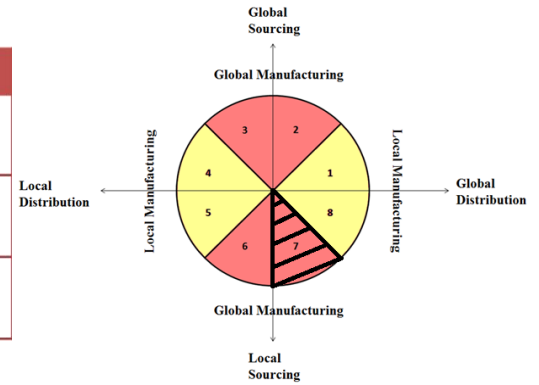 Global
Sourcing
Global Manufacturing
3
2
Local Manufacturing
4
1
Local Manufacturing
Local
Distribution
Global
Distribution
5
8
6
7
Global Manufacturing
Local
Sourcing